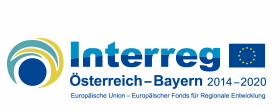 Interreg
Österreich – Bayern 2014 – 2020
Europäische Union – Europäischer Fonds für Regionale Entwicklung